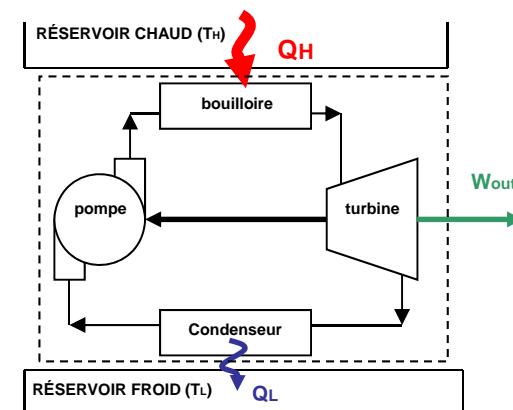 RÉSERVOIR CHAUD (TH)
QH
bouilloire
Wout
pompe
turbine
Condenseur
RÉSERVOIR FROID (TL)
QL